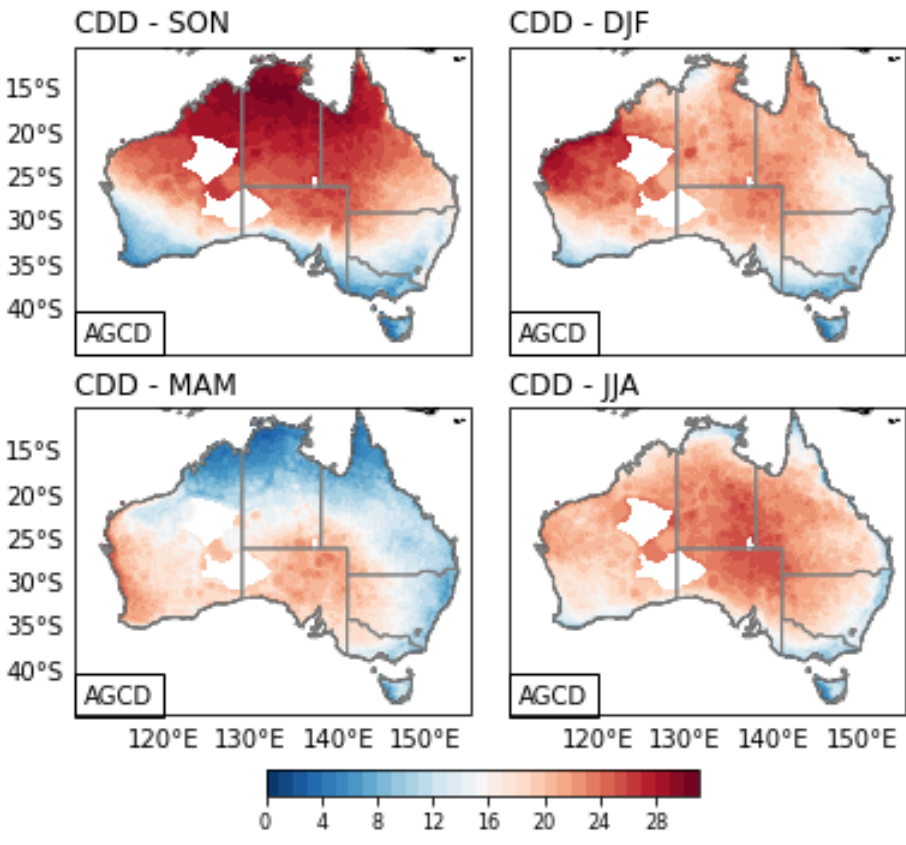 CDD - SON
CDD - DJF
15°S
20°S
25°S
30°S
35°S
40°S
AGCD
AGCD
CDD - MAM
CDD - JJA
15°S
20°S
25°S
30°S
35°S
40°S
AGCD
AGCD
120°E 130°E 140°E 150°E
120°E 130°E 140°E 150°E
0 4 8 12 16 20 24 28